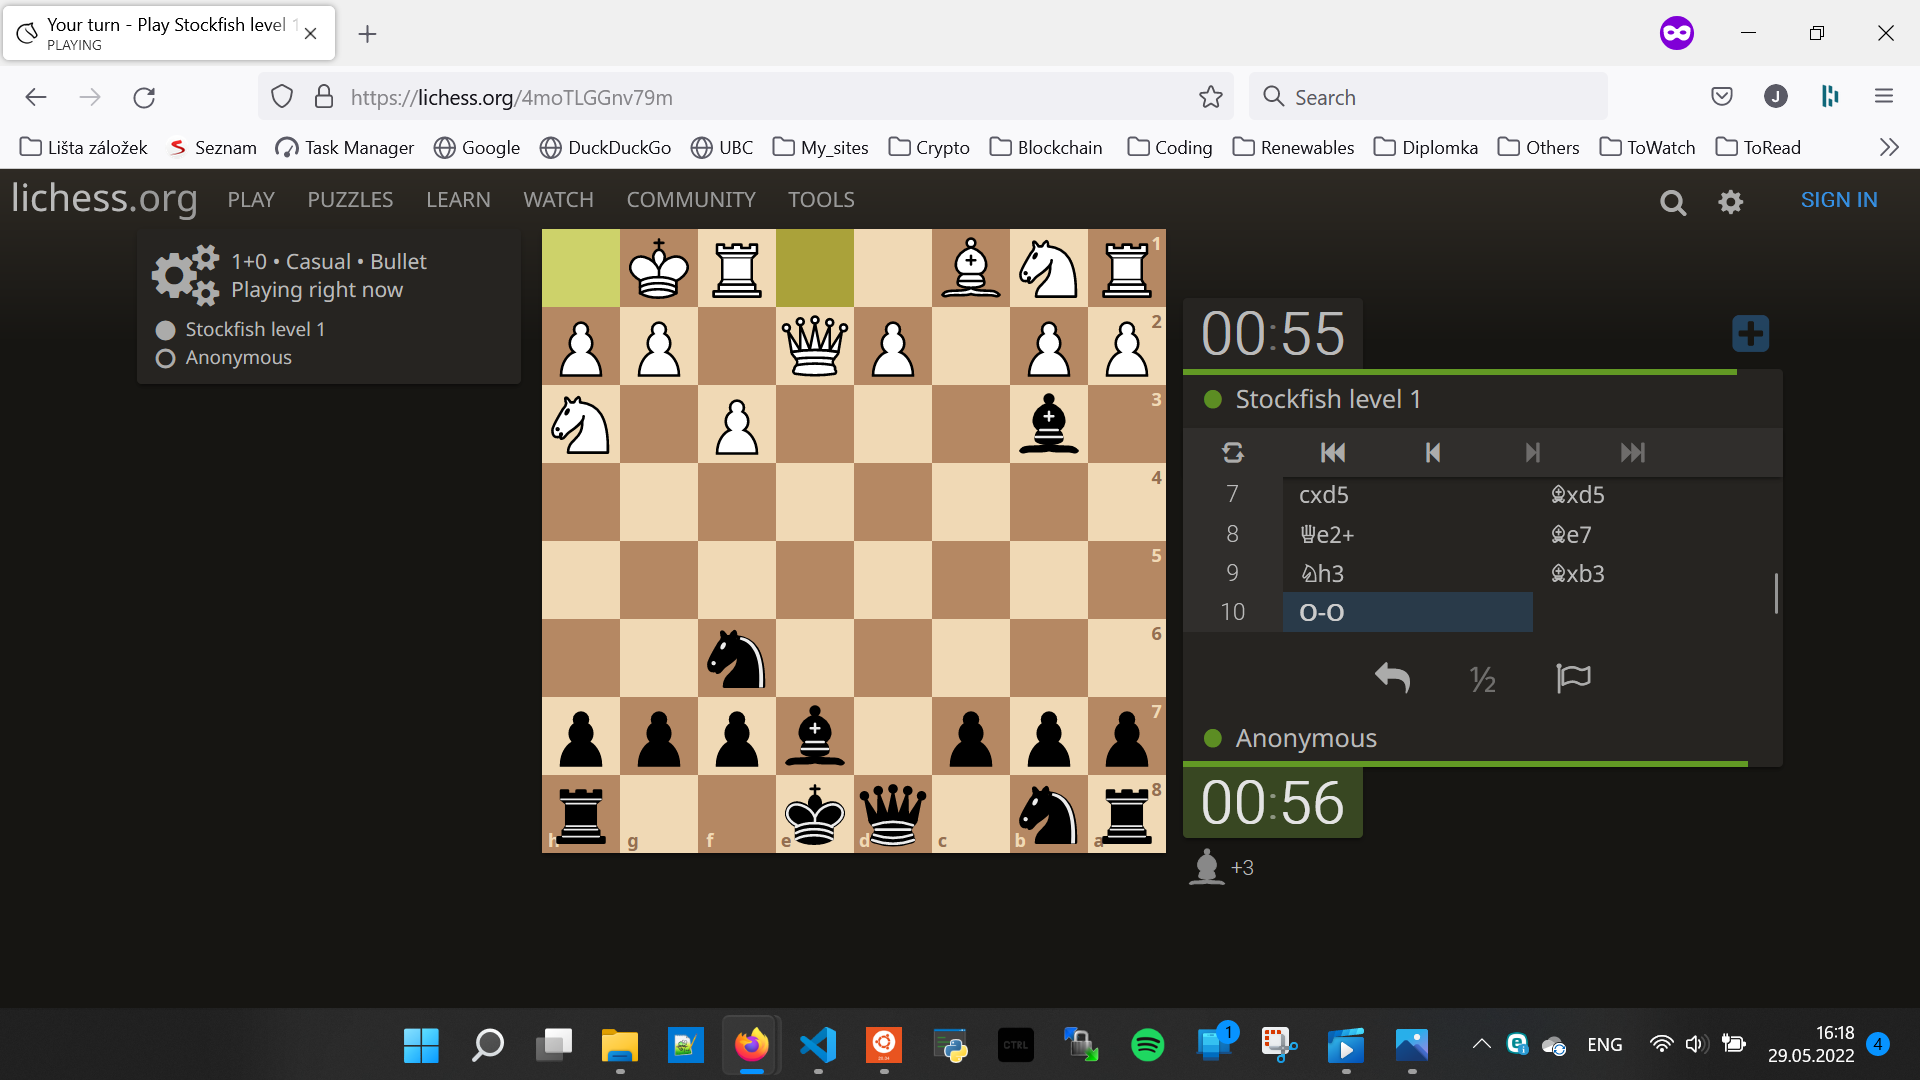 Your turn - Play Stockfish level 1
PLAYING
https://lichess.org/4moTLGGnv79m
Search
J
Lišta záložek
Seznam
Task Manager
Google
DuckDuckGo
UBC
My_sites
Crypto
Blockchain
Coding
Renewables
Diplomka
Others
ToWatch
ToRead
lichess.org
PLAY
PUZZLES
LEARN
WATCH
COMMUNITY
TOOLS
SIGN IN
1+0 • Casual • Bullet
Playing right now
Stockfish level 1
Anonymous
1
2
3
4
5
6
7
8
h
g
f
e
d
c
b
a
00:55
Stockfish level 1
7 cxd5 ♗xd5
8 ♕e2+ ♗e7
9 ♘h3 ♗xb3
10 O-O
½
Anonymous
00:56
+3
CTRL
1
ENG
16:18
29.05.2022
4